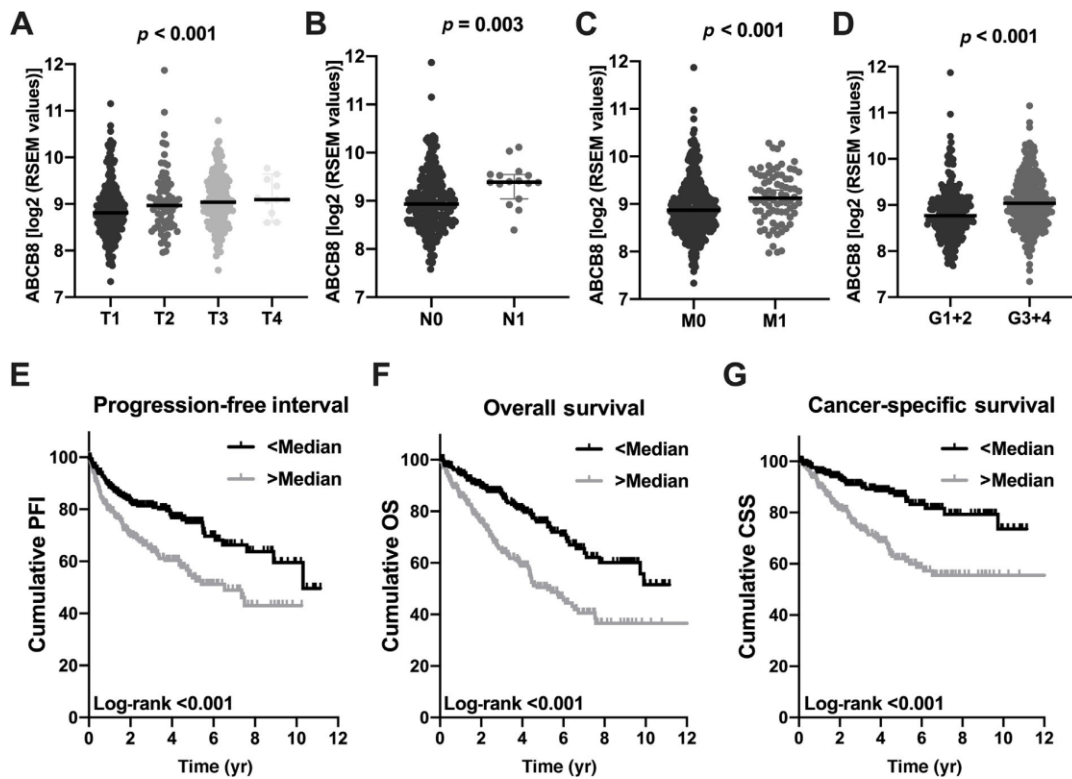 A
p < 0.001
ABCB8 [log2 (RSEM values)]
12
11
10
9
8
7
T1 T2 T3 T4
B
p = 0.003
ABCB8 [log2 (RSEM values)]
12
11
10
9
8
7
N0 N1
C
p < 0.001
ABCB8 [log2 (RSEM values)]
12
11
10
9
8
7
M0 M1
D
p < 0.001
ABCB8 [log2 (RSEM values)]
12
11
10
9
8
7
G1+2 G3+4
E
Progression-free interval
<Median
>Median
Cumulative PFI
100
80
60
40
20
0
Log-rank <0.001
0 2 4 6 8 10 12
Time (yr)
F
Overall survival
<Median
>Median
Cumulative OS
100
80
60
40
20
0
Log-rank <0.001
0 2 4 6 8 10 12
Time (yr)
G
Cancer-specific survival
<Median
>Median
Cumulative CSS
100
80
60
40
20
0
Log-rank <0.001
0 2 4 6 8 10 12
Time (yr)